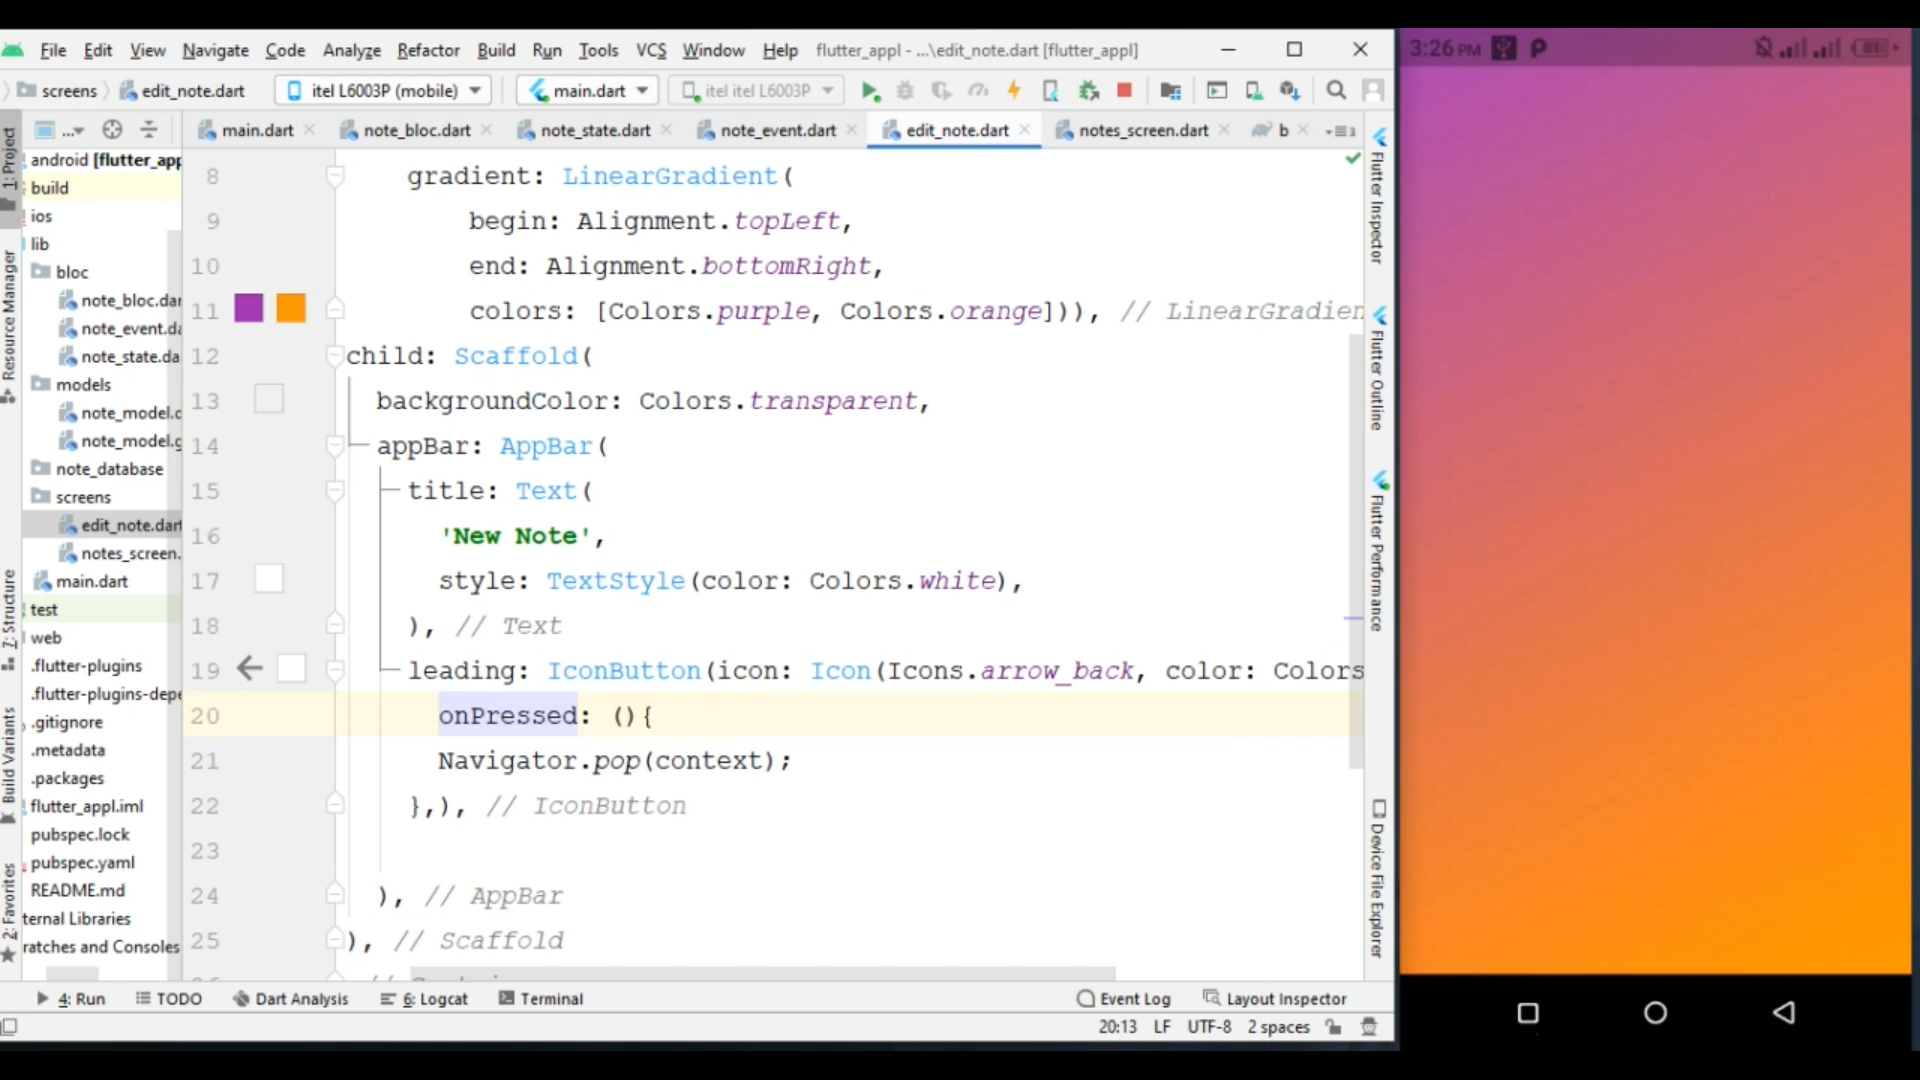 File Edit View Navigate Code Analyze Refactor Build Run Tools VCS Window Help flutter_appl - ...\edit_note.dart [flutter_appl]
3:26 PM
screens edit_note.dart itel L6003P (mobile) main.dart itel itel L6003P
... main.dart note_bloc.dart note_state.dart note_event.dart edit_note.dart notes_screen.dart b
1: Project
Resource Manager
7: Structure
Build Variants
2: Favorites
android [flutter_app
build
ios
lib
bloc
note_bloc.dar
note_event.da
note_state.da
models
note_model.d
note_model.g
note_database
screens
edit_note.dart
notes_screen.
main.dart
test
web
.flutter-plugins
.flutter-plugins-depe
.gitignore
.metadata
.packages
flutter_appl.iml
pubspec.lock
pubspec.yaml
README.md
ternal Libraries
ratches and Consoles
8 gradient: LinearGradient(
9 begin: Alignment.topLeft,
10 end: Alignment.bottomRight,
11 colors: [Colors.purple, Colors.orange])), // LinearGradien
12 child: Scaffold(
13 backgroundColor: Colors.transparent,
14 appBar: AppBar(
15 title: Text(
16 'New Note',
17 style: TextStyle(color: Colors.white),
18 ), // Text
19 leading: IconButton(icon: Icon(Icons.arrow_back, color: Colors
20 onPressed: (){
21 Navigator.pop(context);
22 },), // IconButton
23
24 ), // AppBar
25 ), // Scaffold
Flutter Inspector
Flutter Outline
Flutter Performance
Device File Explorer
4: Run TODO Dart Analysis 6: Logcat Terminal Event Log Layout Inspector
20:13 LF UTF-8 2 spaces